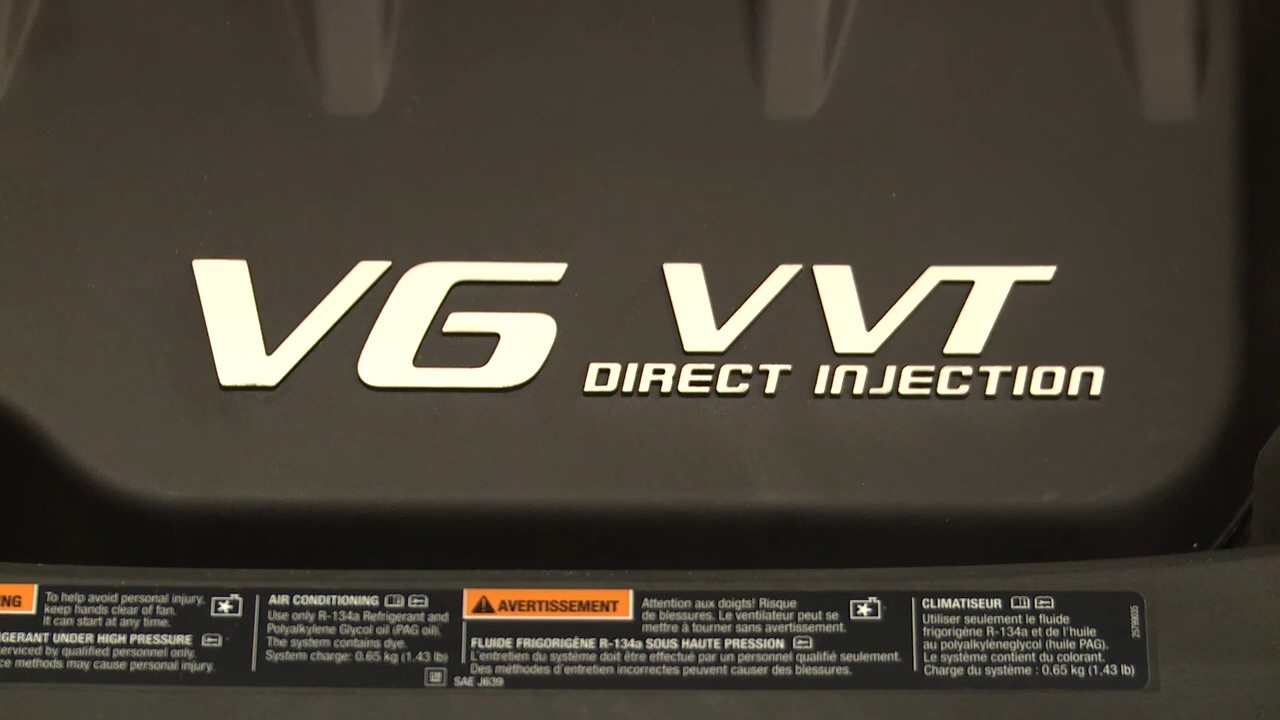 V6 VVT
DIRECT INJECTION
NG
To help avoid personal injury,
keep hands clear of fan.
It can start at any time.
GERANT UNDER HIGH PRESSURE
erviced by qualified personnel only.
ce methods may cause personal injury.
AIR CONDITIONING
Use only R-134a Refrigerant and
Polyalkylene Glycol oil (PAG oil).
The system contains dye.
System charge: 0.65 kg (1.43 lb)
AVERTISSEMENT
Attention aux doigts! Risque
de blessures. Le ventilateur peut se
mettre à tourner sans avertissement.
FLUIDE FRIGORIGÈNE R-134a SOUS HAUTE PRESSION
L'entretien du système doit être effectué par un personnel qualifié seulement.
Des méthodes d'entretien incorrectes peuvent causer des blessures.
GM SAE J639
CLIMATISEUR
Utiliser seulement le fluide
frigorigène R-134a et de l'huile
au polyalkyléneglycol (huile PAG).
Le système contient du colorant.
Charge du système : 0.65 kg (1,43 lb)